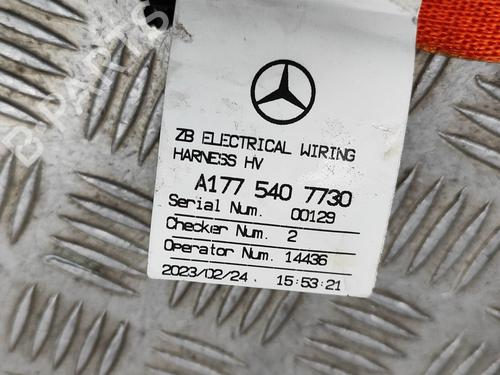 B-PARTS
ZB ELECTRICAL WIRING
HARNESS HV
A177 540 7730
Serial Num. 00129
Checker Num. 2
Operator Num. 14436
2023/02/24. 15:53:21